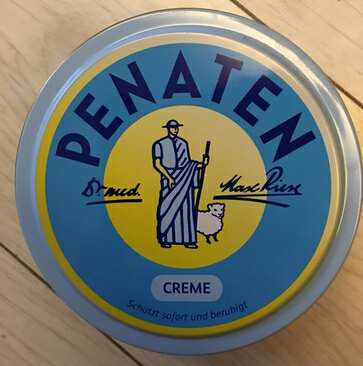 PENATEN
Dr. med. Max Riese
CREME
Schützt sofort und beruhigt